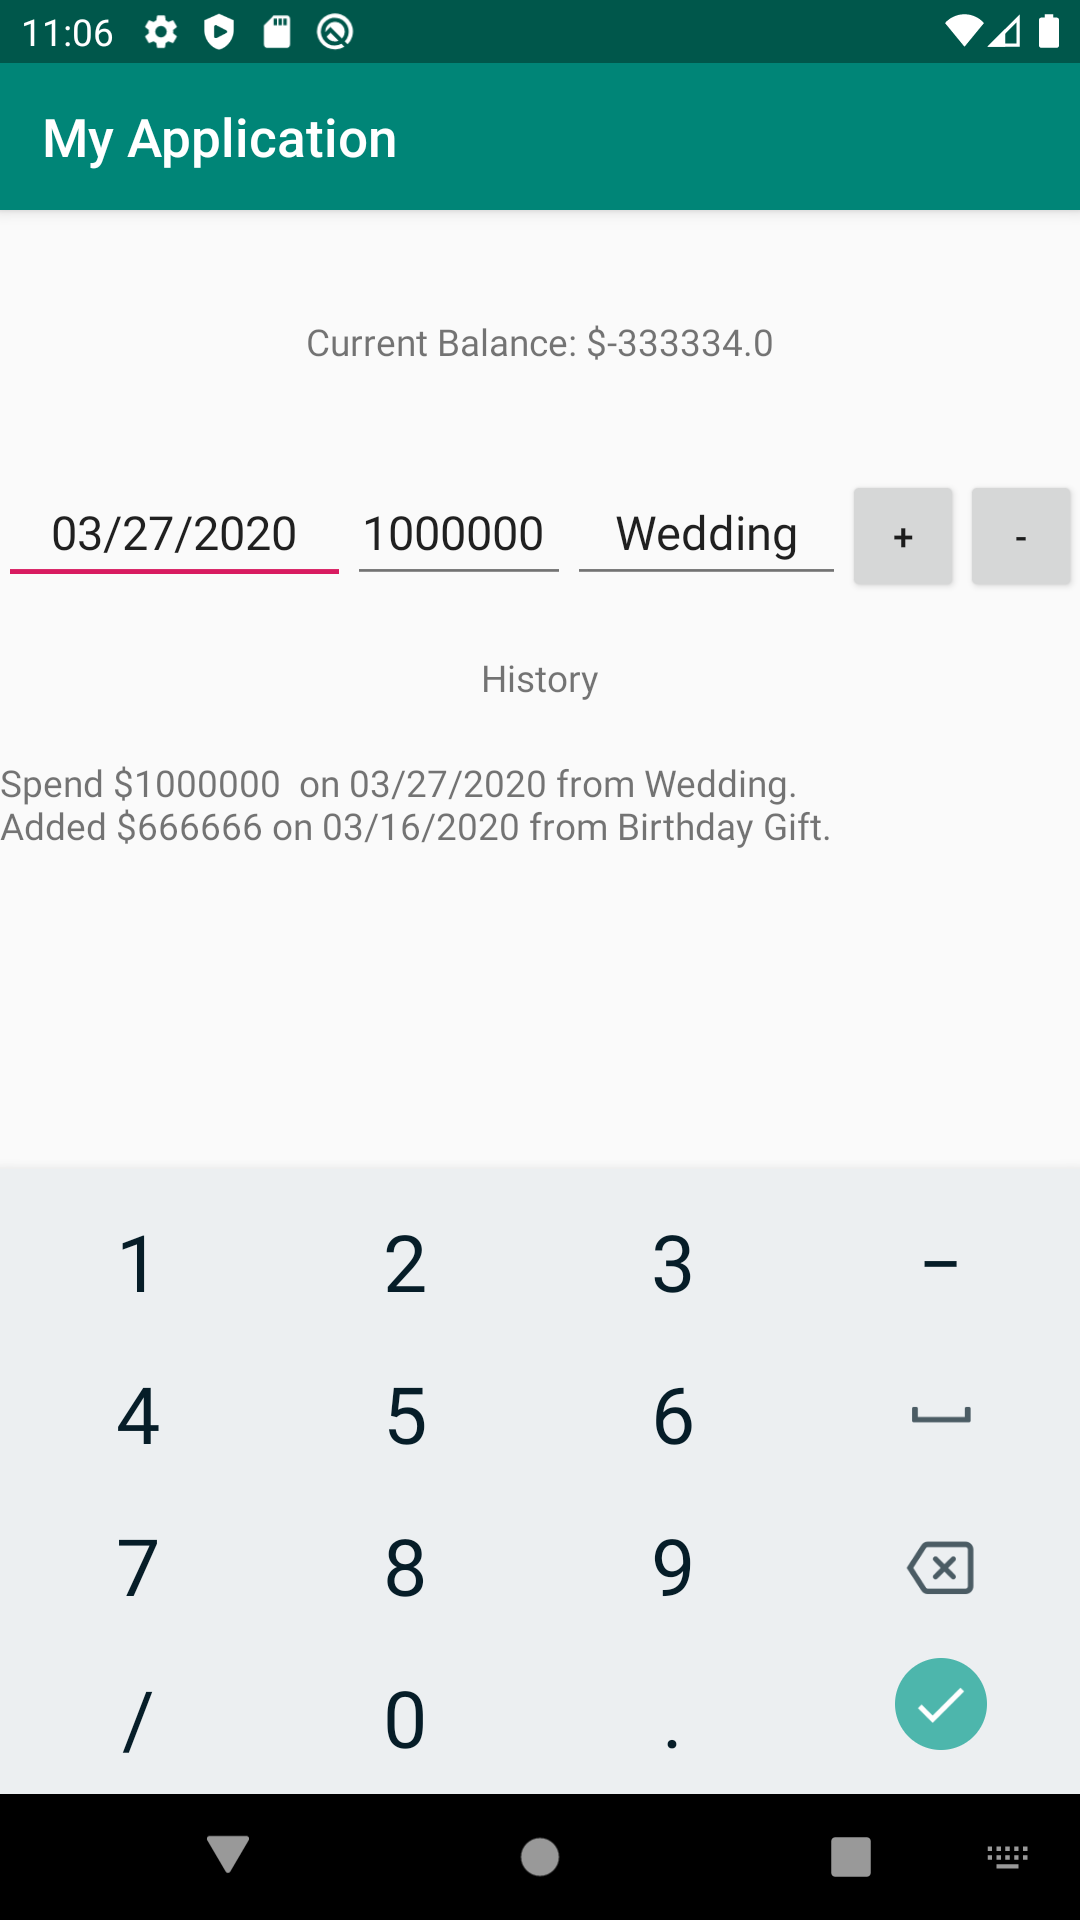 11:06
My Application
Current Balance: $-333334.0
03/27/2020 1000000 Wedding + -
History
Spend $1000000  on 03/27/2020 from Wedding.
Added $666666 on 03/16/2020 from Birthday Gift.
1 2 3 –
4 5 6
7 8 9
/ 0 .